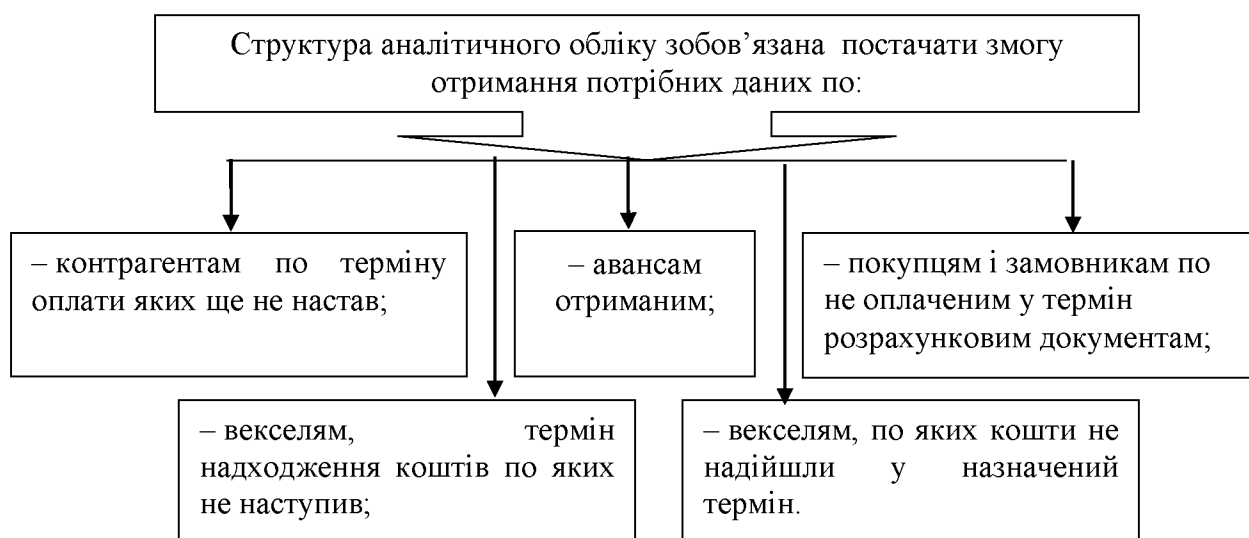 Структура аналітичного обліку зобов’язана постачати змогу
отримання потрібних даних по:
– контрагентам по терміну
оплати яких ще не настав;
– авансам
отриманим;
– покупцям і замовникам по
не оплаченим у термін
розрахунковим документам;
– векселям, термін
надходження коштів по яких
не наступив;
– векселям, по яких кошти не
надійшли у назначений
термін.